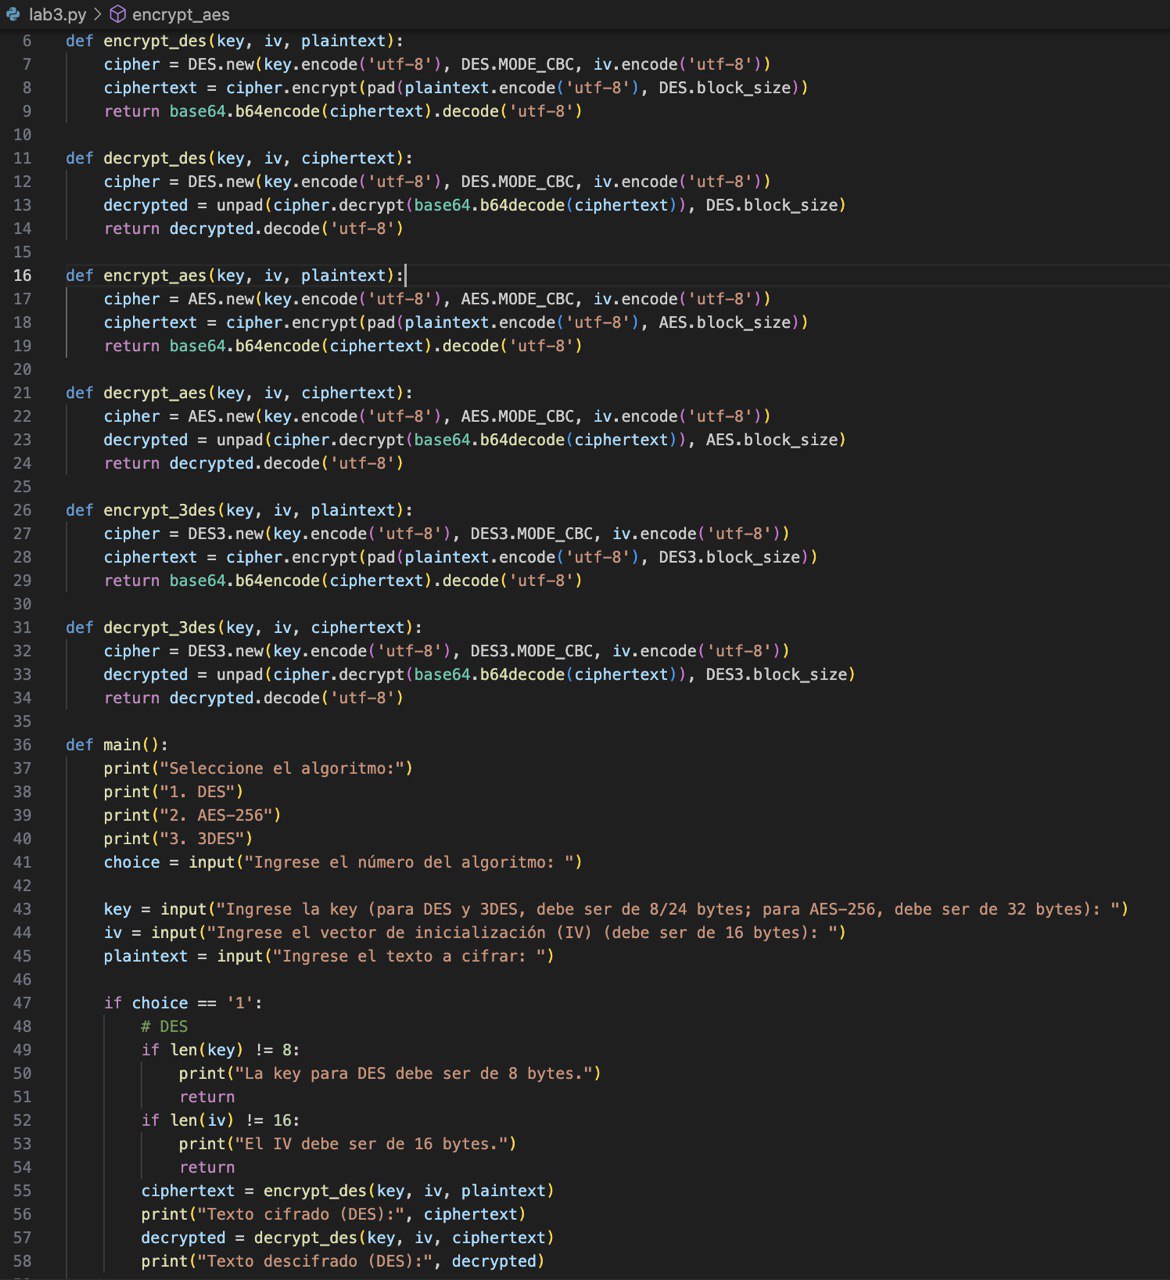 lab3.py > encrypt_aes
6 def encrypt_des(key, iv, plaintext):
7 cipher = DES.new(key.encode('utf-8'), DES.MODE_CBC, iv.encode('utf-8'))
8 ciphertext = cipher.encrypt(pad(plaintext.encode('utf-8'), DES.block_size))
9 return base64.b64encode(ciphertext).decode('utf-8')
10
11 def decrypt_des(key, iv, ciphertext):
12 cipher = DES.new(key.encode('utf-8'), DES.MODE_CBC, iv.encode('utf-8'))
13 decrypted = unpad(cipher.decrypt(base64.b64decode(ciphertext)), DES.block_size)
14 return decrypted.decode('utf-8')
15
16 def encrypt_aes(key, iv, plaintext):
17 cipher = AES.new(key.encode('utf-8'), AES.MODE_CBC, iv.encode('utf-8'))
18 ciphertext = cipher.encrypt(pad(plaintext.encode('utf-8'), AES.block_size))
19 return base64.b64encode(ciphertext).decode('utf-8')
20
21 def decrypt_aes(key, iv, ciphertext):
22 cipher = AES.new(key.encode('utf-8'), AES.MODE_CBC, iv.encode('utf-8'))
23 decrypted = unpad(cipher.decrypt(base64.b64decode(ciphertext)), AES.block_size)
24 return decrypted.decode('utf-8')
25
26 def encrypt_3des(key, iv, plaintext):
27 cipher = DES3.new(key.encode('utf-8'), DES3.MODE_CBC, iv.encode('utf-8'))
28 ciphertext = cipher.encrypt(pad(plaintext.encode('utf-8'), DES3.block_size))
29 return base64.b64encode(ciphertext).decode('utf-8')
30
31 def decrypt_3des(key, iv, ciphertext):
32 cipher = DES3.new(key.encode('utf-8'), DES3.MODE_CBC, iv.encode('utf-8'))
33 decrypted = unpad(cipher.decrypt(base64.b64decode(ciphertext)), DES3.block_size)
34 return decrypted.decode('utf-8')
35
36 def main():
37 print("Seleccione el algoritmo:")
38 print("1. DES")
39 print("2. AES-256")
40 print("3. 3DES")
41 choice = input("Ingrese el número del algoritmo: ")
42
43 key = input("Ingrese la key (para DES y 3DES, debe ser de 8/24 bytes; para AES-256, debe ser de 32 bytes): ")
44 iv = input("Ingrese el vector de inicialización (IV) (debe ser de 16 bytes): ")
45 plaintext = input("Ingrese el texto a cifrar: ")
46
47 if choice == '1':
48 # DES
49 if len(key) != 8:
50 print("La key para DES debe ser de 8 bytes.")
51 return
52 if len(iv) != 16:
53 print("El IV debe ser de 16 bytes.")
54 return
55 ciphertext = encrypt_des(key, iv, plaintext)
56 print("Texto cifrado (DES):", ciphertext)
57 decrypted = decrypt_des(key, iv, ciphertext)
58 print("Texto descifrado (DES):", decrypted)